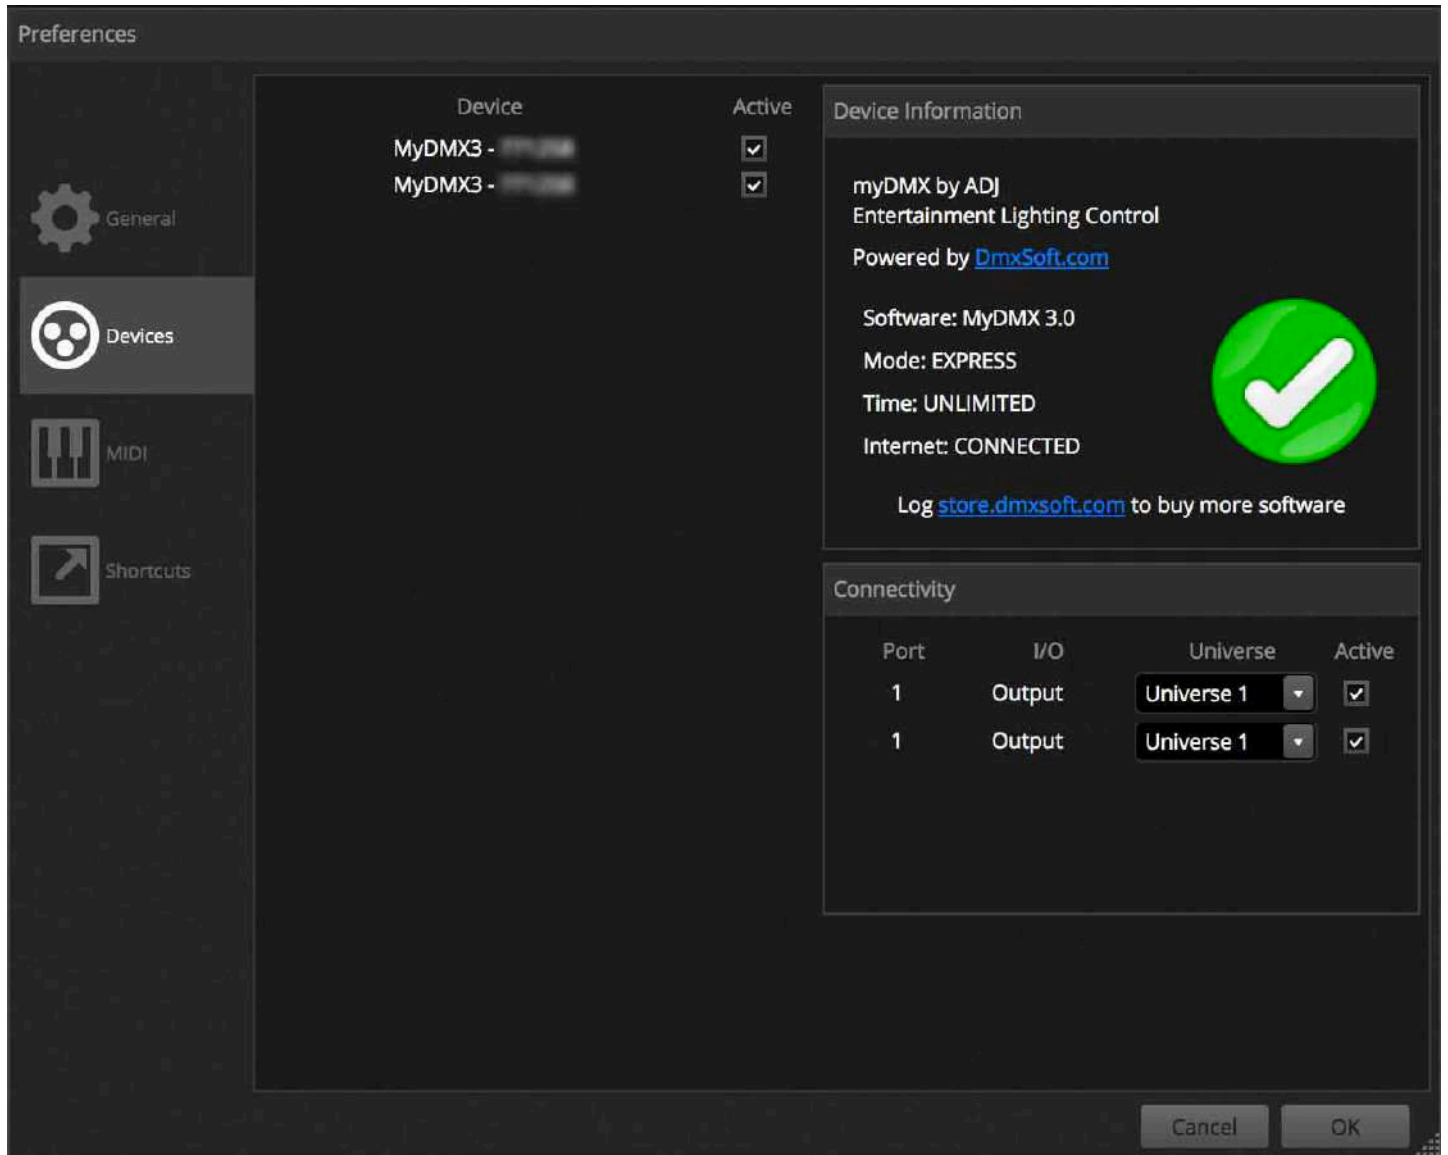 Preferences
General
Devices
MIDI
Shortcuts
Device Active
MyDMX3 -
MyDMX3 -
Device Information
myDMX by ADJ
Entertainment Lighting Control
Powered by DmxSoft.com
Software: MyDMX 3.0
Mode: EXPRESS
Time: UNLIMITED
Internet: CONNECTED
Log store.dmxsoft.com to buy more software
Connectivity
Port I/O Universe Active
1 Output Universe 1
1 Output Universe 1
Cancel OK